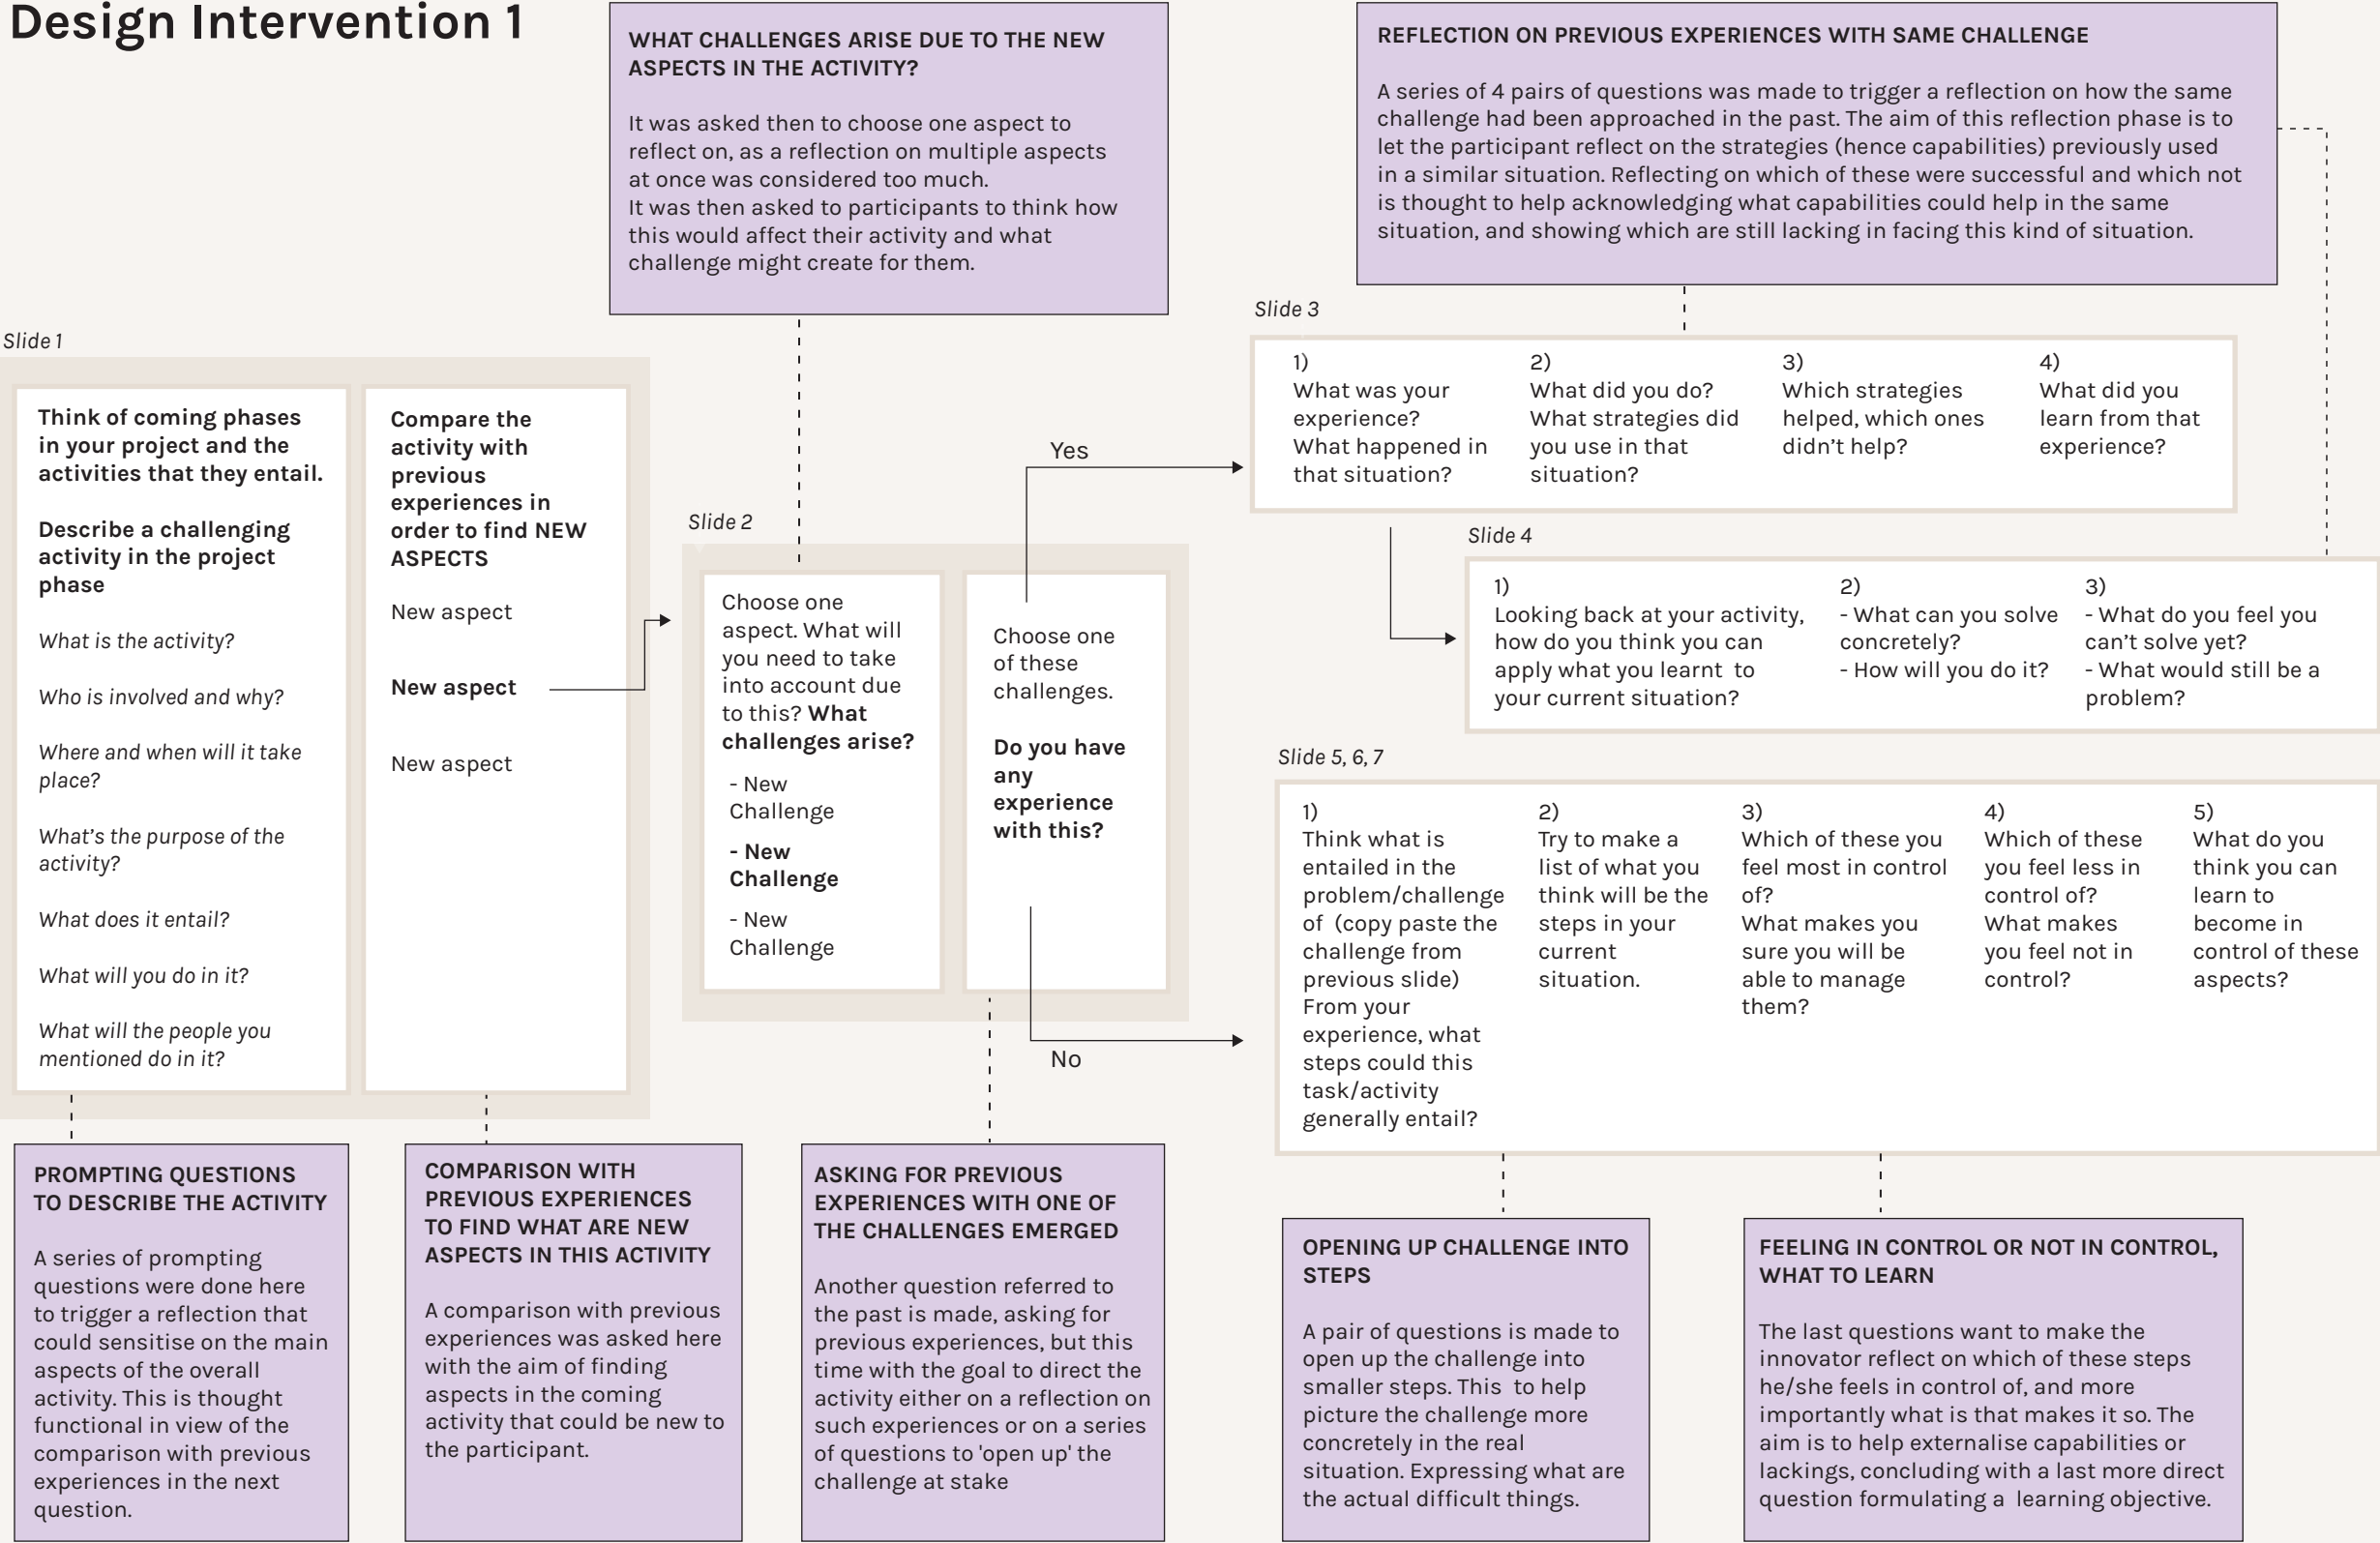 Design Intervention 1
WHAT CHALLENGES ARISE DUE TO THE NEW
ASPECTS IN THE ACTIVITY?
It was asked then to choose one aspect to
reflect on, as a reflection on multiple aspects
at once was considered too much.
It was then asked to participants to think how
this would affect their activity and what
challenge might create for them.
REFLECTION ON PREVIOUS EXPERIENCES WITH SAME CHALLENGE
A series of 4 pairs of questions was made to trigger a reflection on how the same
challenge had been approached in the past. The aim of this reflection phase is to
let the participant reflect on the strategies (hence capabilities) previously used
in a similar situation. Reflecting on which of these were successful and which not
is thought to help acknowledging what capabilities could help in the same
situation, and showing which are still lacking in facing this kind of situation.
Slide 1
Think of coming phases
in your project and the
activities that they entail.
Describe a challenging
activity in the project
phase
What is the activity?
Who is involved and why?
Where and when will it take
place?
What's the purpose of the
activity?
What does it entail?
What will you do in it?
What will the people you
mentioned do in it?
Compare the
activity with
previous
experiences in
order to find NEW
ASPECTS
New aspect
New aspect
New aspect
Slide 2
Choose one
aspect. What will
you need to take
into account due
to this? What
challenges arise?
- New
Challenge
- New
Challenge
- New
Challenge
Choose one
of these
challenges.
Do you have
any
experience
with this?
Yes
No
Slide 3
1)
What was your
experience?
What happened in
that situation?
2)
What did you do?
What strategies did
you use in that
situation?
3)
Which strategies
helped, which ones
didn't help?
4)
What did you
learn from that
experience?
Slide 4
1)
Looking back at your activity,
how do you think you can
apply what you learnt  to
your current situation?
2)
- What can you solve
concretely?
- How will you do it?
3)
- What do you feel you
can't solve yet?
- What would still be a
problem?
Slide 5, 6, 7
1)
Think what is
entailed in the
problem/challenge
of  (copy paste the
challenge from
previous slide)
From your
experience, what
steps could this
task/activity
generally entail?
2)
Try to make a
list of what you
think will be the
steps in your
current
situation.
3)
Which of these you
feel most in control
of?
What makes you
sure you will be
able to manage
them?
4)
Which of these
you feel less in
control of?
What makes
you feel not in
control?
5)
What do you
think you can
learn to
become in
control of these
aspects?
PROMPTING QUESTIONS
TO DESCRIBE THE ACTIVITY
A series of prompting
questions were done here
to trigger a reflection that
could sensitise on the main
aspects of the overall
activity. This is thought
functional in view of the
comparison with previous
experiences in the next
question.
COMPARISON WITH
PREVIOUS EXPERIENCES
TO FIND WHAT ARE NEW
ASPECTS IN THIS ACTIVITY
A comparison with previous
experiences was asked here
with the aim of finding
aspects in the coming
activity that could be new to
the participant.
ASKING FOR PREVIOUS
EXPERIENCES WITH ONE OF
THE CHALLENGES EMERGED
Another question referred to
the past is made, asking for
previous experiences, but this
time with the goal to direct the
activity either on a reflection on
such experiences or on a series
of questions to 'open up' the
challenge at stake
OPENING UP CHALLENGE INTO
STEPS
A pair of questions is made to
open up the challenge into
smaller steps. This  to help
picture the challenge more
concretely in the real
situation. Expressing what are
the actual difficult things.
FEELING IN CONTROL OR NOT IN CONTROL,
WHAT TO LEARN
The last questions want to make the
innovator reflect on which of these steps
he/she feels in control of, and more
importantly what is that makes it so. The
aim is to help externalise capabilities or
lackings, concluding with a last more direct
question formulating a  learning objective.